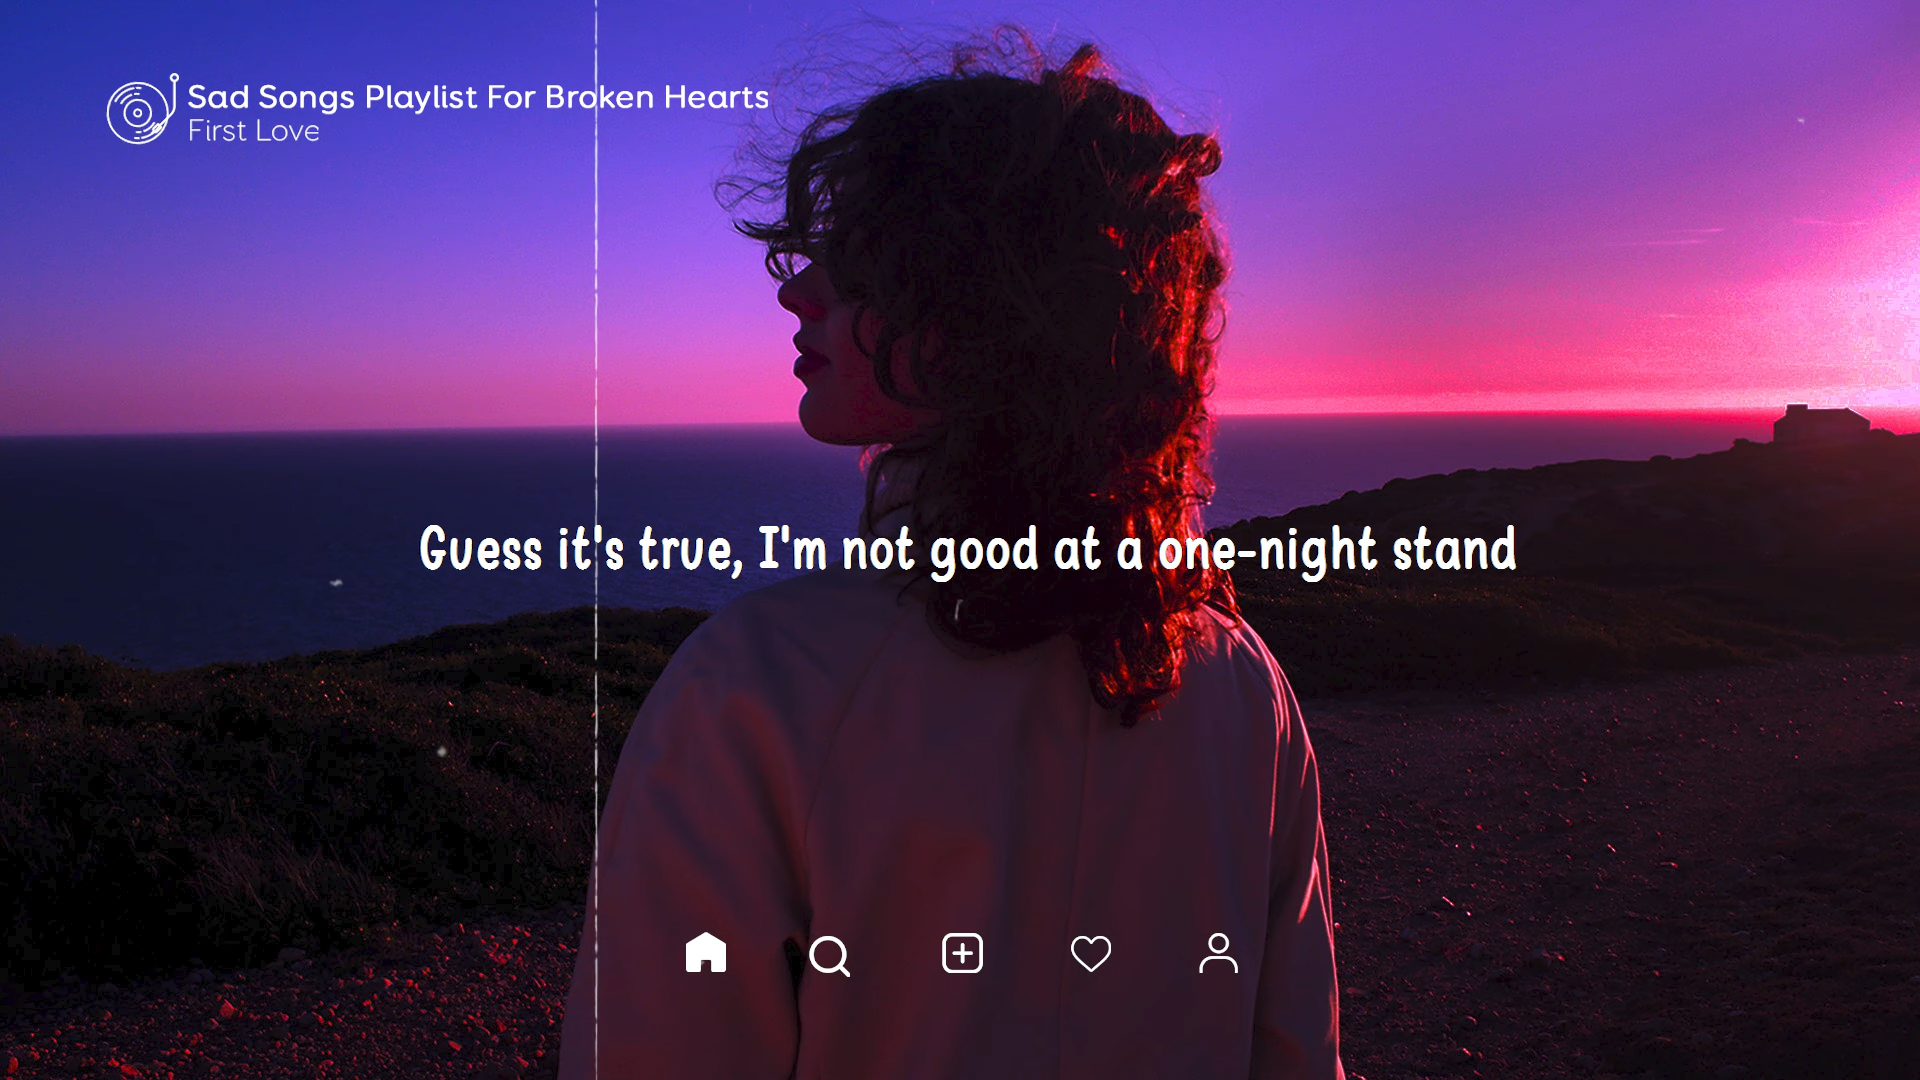 Sad Songs Playlist For Broken Hearts
First Love
Guess it's true, I'm not good at a one-night stand